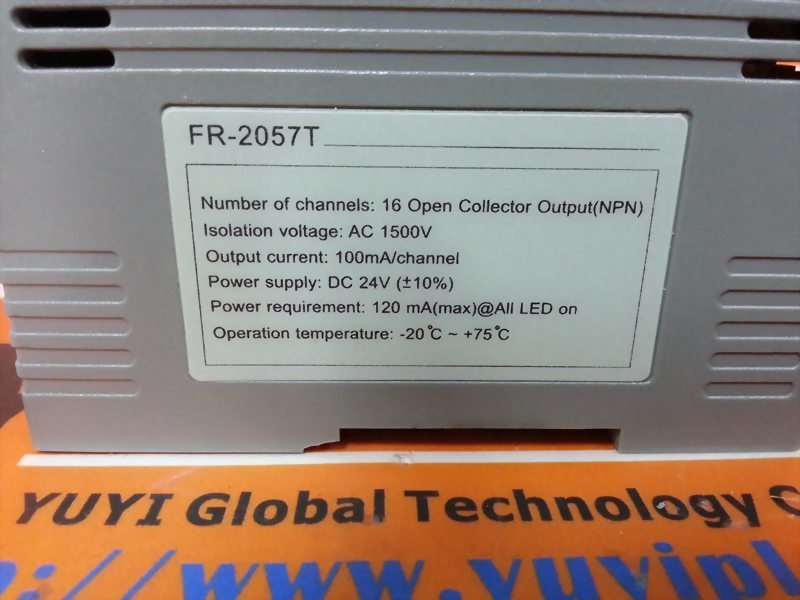 FR-2057T
Number of channels: 16 Open Collector Output(NPN)
Isolation voltage: AC 1500V
Output current: 100mA/channel
Power supply: DC 24V (±10%)
Power requirement: 120 mA(max)@All LED on
Operation temperature: -20℃ ~ +75℃
YUYI Global Technology
://www.yuyipl